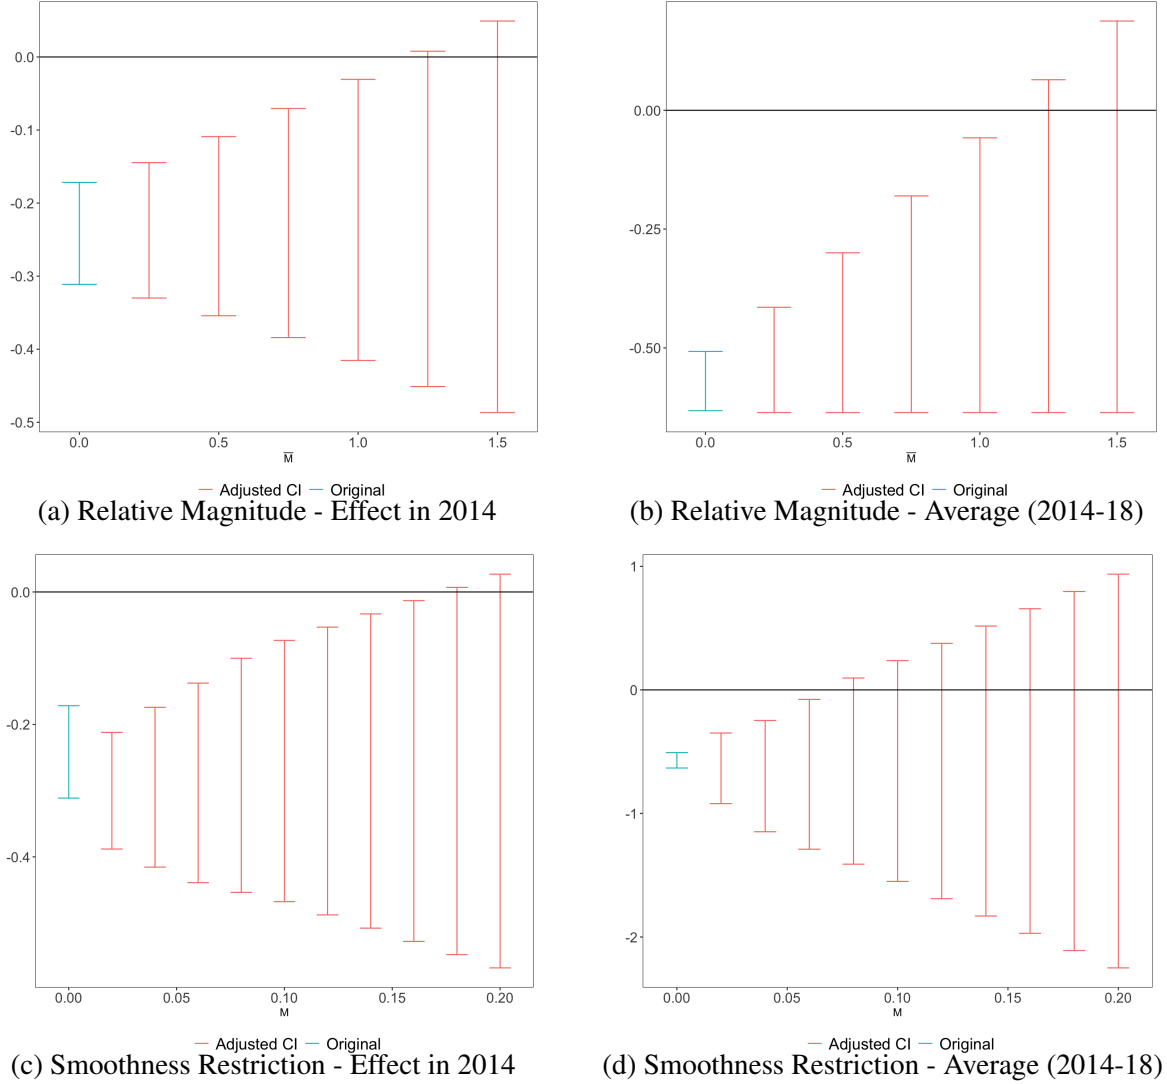 0.0
-0.1
-0.2
-0.3
-0.4
-0.5
0.0 0.5 1.0 1.5
M̅
Adjusted CI Original
(a) Relative Magnitude - Effect in 2014
0.00
-0.25
-0.50
0.0 0.5 1.0 1.5
M̅
Adjusted CI Original
(b) Relative Magnitude - Average (2014-18)
0.0
-0.2
-0.4
0.00 0.05 0.10 0.15 0.20
M
Adjusted CI Original
(c) Smoothness Restriction - Effect in 2014
1
0
-1
-2
0.00 0.05 0.10 0.15 0.20
M
Adjusted CI Original
(d) Smoothness Restriction - Average (2014-18)